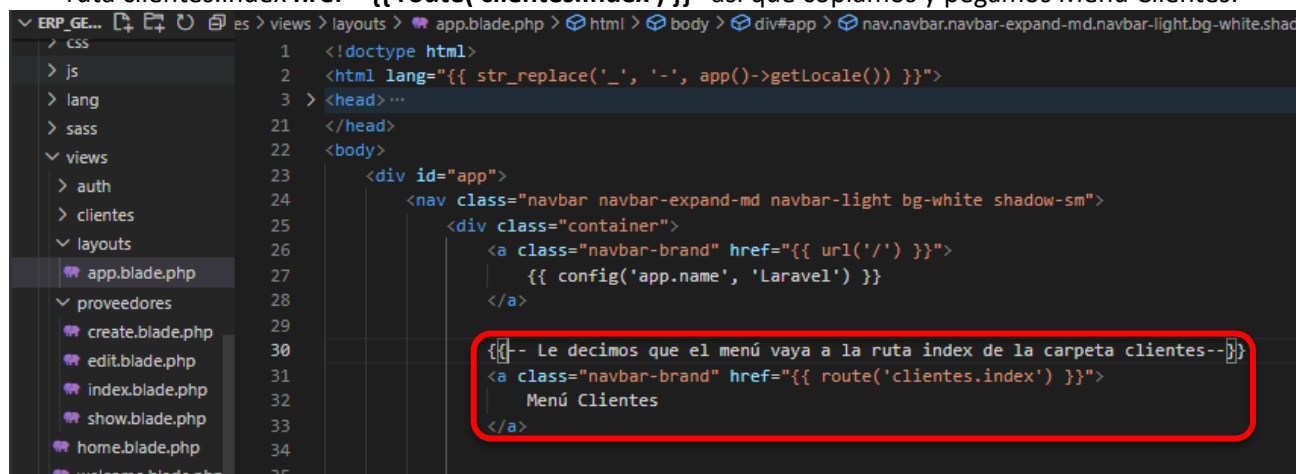 ruta clientes.index href="{{ route('clientes.index') }}" así que copiamos y pegamos Menú Clientes.
ERP_GE... es > views > layouts > app.blade.php > html > body > div#app > nav.navbar.navbar-expand-md.navbar-light.bg-white.shad
> css
> js
> lang
> sass
views
> auth
> clientes
layouts
app.blade.php
proveedores
create.blade.php
edit.blade.php
index.blade.php
show.blade.php
home.blade.php
welcome.blade.php
1 <!doctype html>
2 <html lang="{{ str_replace('_', '-', app()->getLocale()) }}">
3 > <head>···
21 </head>
22 <body>
23 <div id="app">
24 <nav class="navbar navbar-expand-md navbar-light bg-white shadow-sm">
25 <div class="container">
26 <a class="navbar-brand" href="{{ url('/') }}">
27 {{ config('app.name', 'Laravel') }}
28 </a>
29
30 {{-- Le decimos que el menú vaya a la ruta index de la carpeta clientes--}}
31 <a class="navbar-brand" href="{{ route('clientes.index') }}">
32 Menú Clientes
33 </a>
34
35